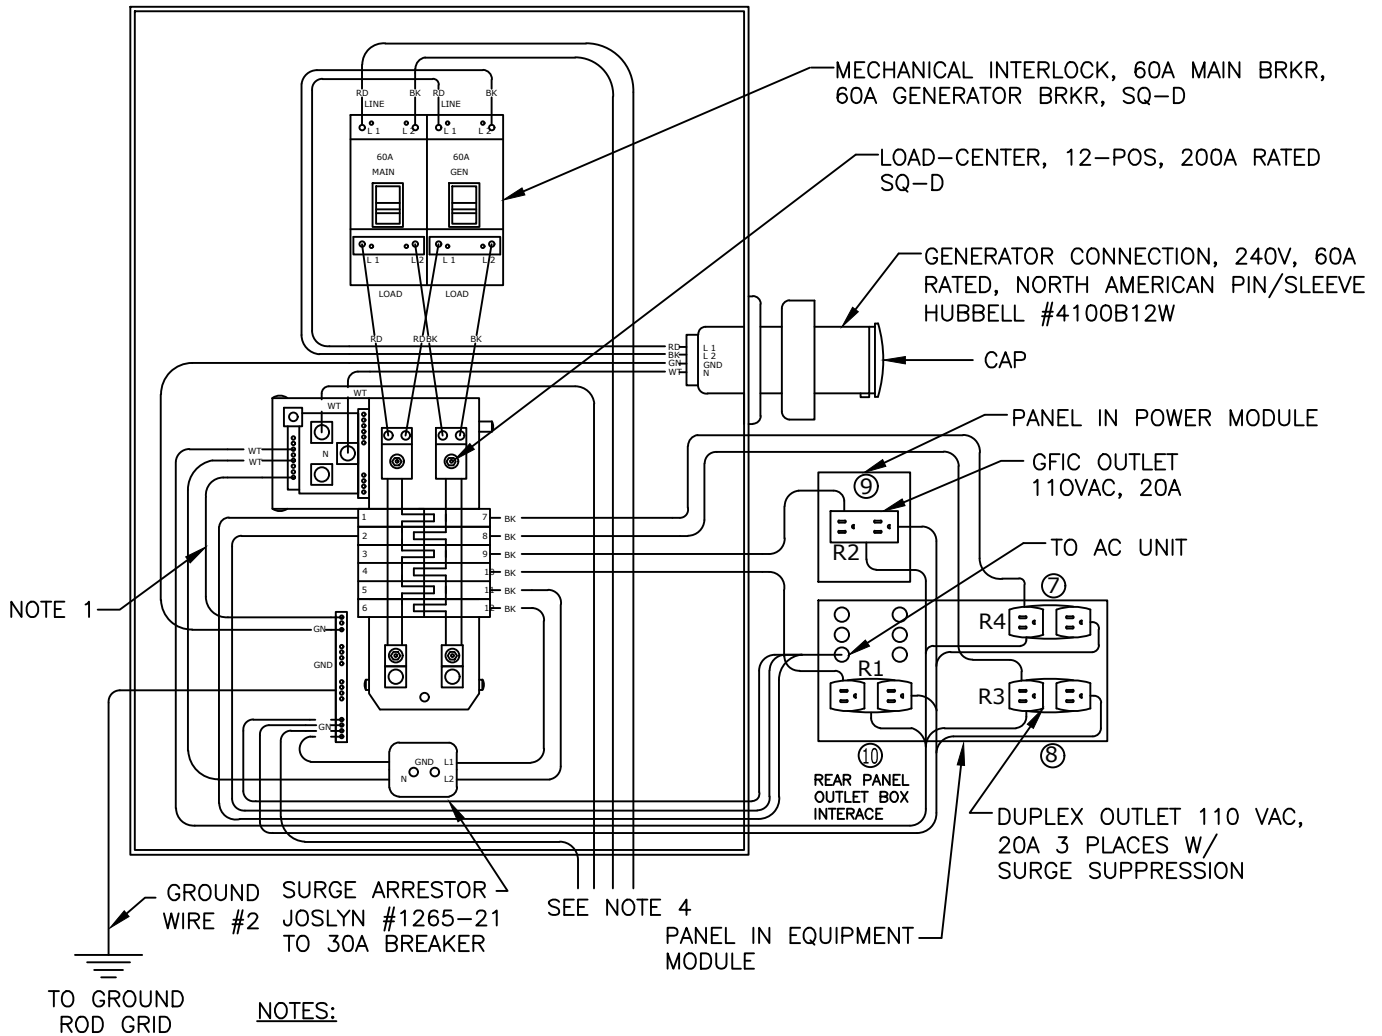 MECHANICAL INTERLOCK, 60A MAIN BRKR,
60A GENERATOR BRKR, SQ-D
RD
BK
RD
BK
LINE
LINE
L 1
L 2
L 1
L 2
60A
MAIN
60A
GEN
LOAD-CENTER, 12-POS, 200A RATED
SQ-D
L 1
L 2
L 1
L 2
LOAD
LOAD
GENERATOR CONNECTION, 240V, 60A
RATED, NORTH AMERICAN PIN/SLEEVE
HUBBELL #4100B12W
RD
RD
BK
BK
RD
BK
GN
WT
L 1
L 2
GND
N
CAP
WT
WT
N
WT
WT
PANEL IN POWER MODULE
GFIC OUTLET
110VAC, 20A
9
R2
1
2
3
4
5
6
7
8
9
10
11
12
BK
BK
BK
BK
BK
BK
TO AC UNIT
NOTE 1
GN
GND
GN
7
R4
R1
R3
10
8
REAR PANEL
OUTLET BOX
INTERACE
GND
L1
N
L2
DUPLEX OUTLET 110 VAC,
20A 3 PLACES W/
SURGE SUPPRESSION
GROUND
WIRE #2
SURGE ARRESTOR
JOSLYN #1265-21
TO 30A BREAKER
SEE NOTE 4
PANEL IN EQUIPMENT
MODULE
TO GROUND
ROD GRID
NOTES: